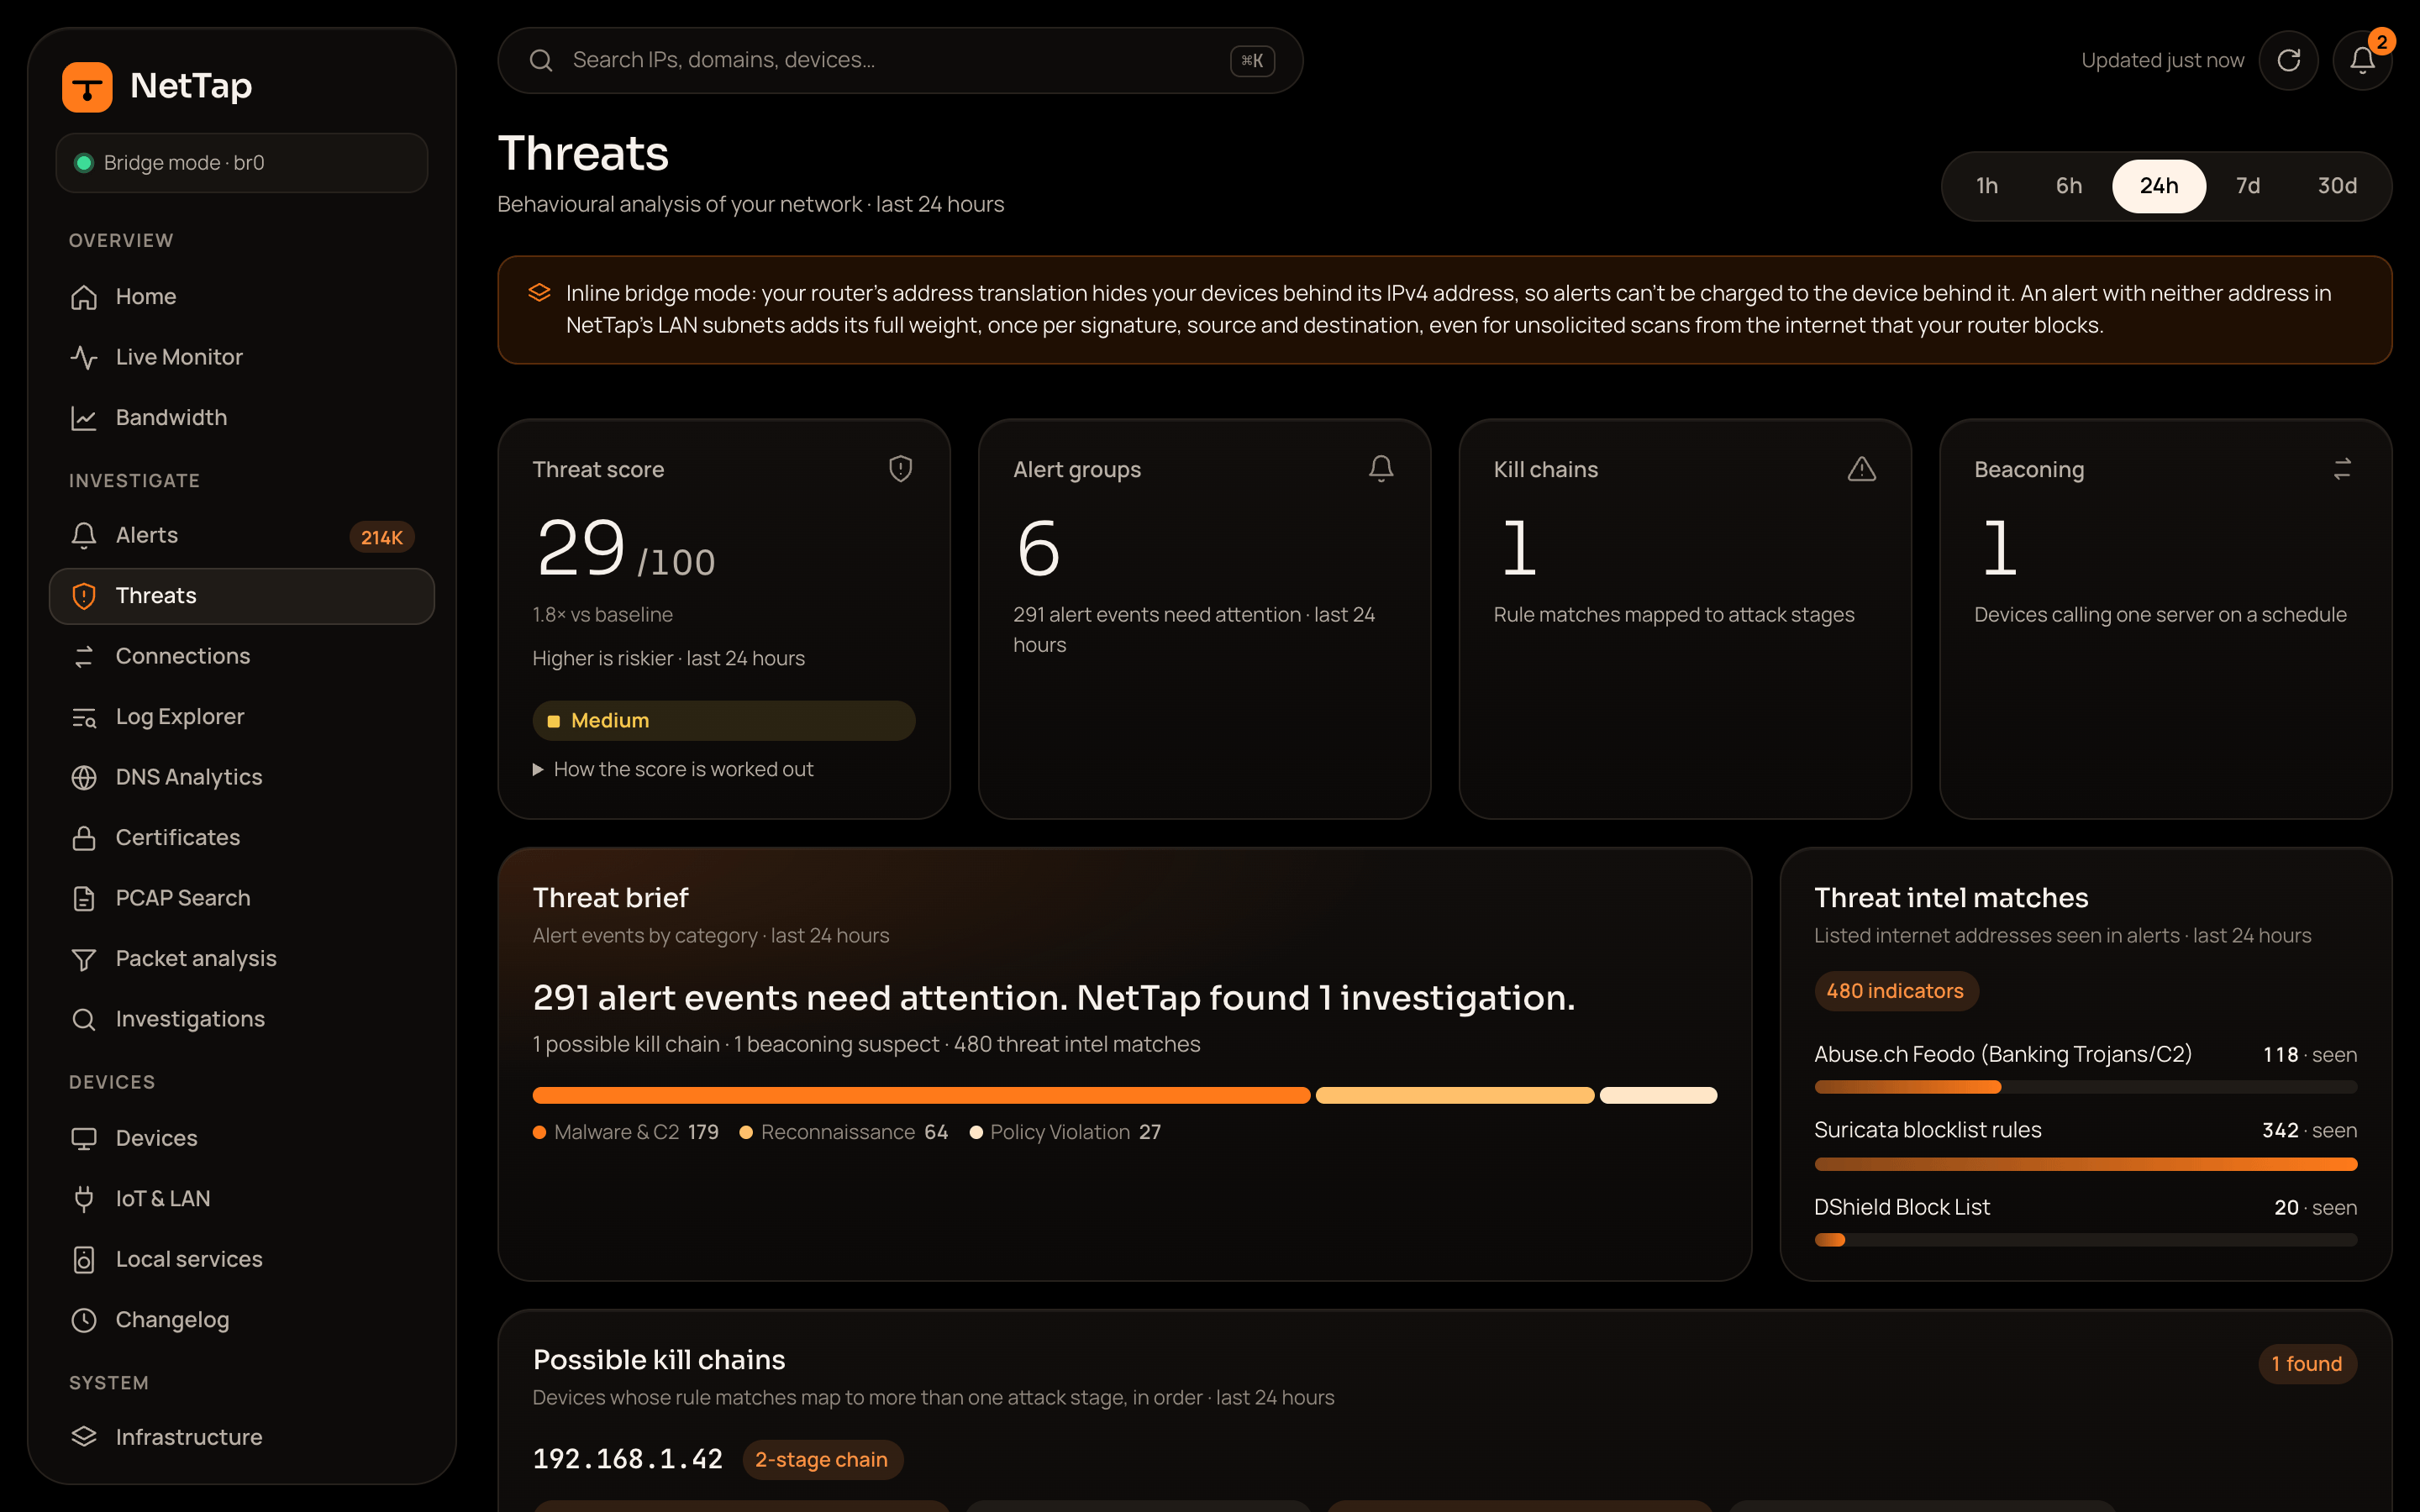 NetTap
Bridge mode · br0
OVERVIEW
Home
Live Monitor
Bandwidth
INVESTIGATE
Alerts 214K
Threats
Connections
Log Explorer
DNS Analytics
Certificates
PCAP Search
Packet analysis
Investigations
DEVICES
Devices
IoT & LAN
Local services
Changelog
SYSTEM
Infrastructure
Search IPs, domains, devices... ⌘K
Updated just now
2
Threats
Behavioural analysis of your network · last 24 hours
1h 6h 24h 7d 30d
Inline bridge mode: your router's address translation hides your devices behind its IPv4 address, so alerts can't be charged to the device behind it. An alert with neither address in
NetTap's LAN subnets adds its full weight, once per signature, source and destination, even for unsolicited scans from the internet that your router blocks.
Threat score
29 /100
1.8× vs baseline
Higher is riskier · last 24 hours
Medium
How the score is worked out
Alert groups
6
291 alert events need attention · last 24
hours
Kill chains
1
Rule matches mapped to attack stages
Beaconing
1
Devices calling one server on a schedule
Threat brief
Alert events by category · last 24 hours
291 alert events need attention. NetTap found 1 investigation.
1 possible kill chain · 1 beaconing suspect · 480 threat intel matches
Malware & C2 179 Reconnaissance 64 Policy Violation 27
Threat intel matches
Listed internet addresses seen in alerts · last 24 hours
480 indicators
Abuse.ch Feodo (Banking Trojans/C2) 118 · seen
Suricata blocklist rules 342 · seen
DShield Block List 20 · seen
Possible kill chains
Devices whose rule matches map to more than one attack stage, in order · last 24 hours
1 found
192.168.1.42 2-stage chain